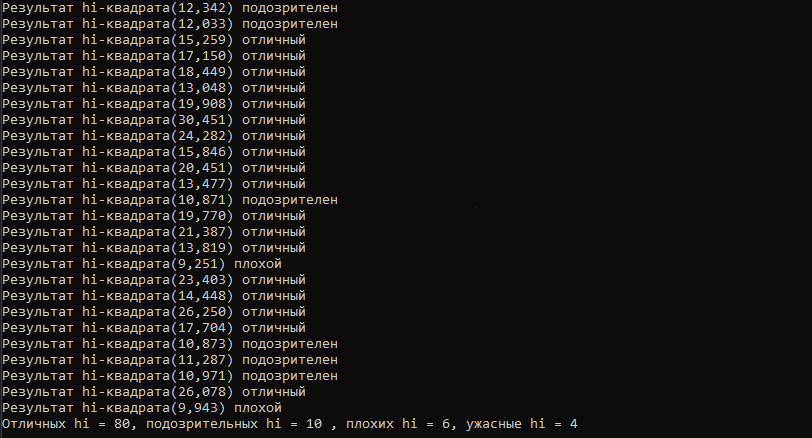 Результат hi-квадрата(12,342) подозрителен
Результат hi-квадрата(12,033) подозрителен
Результат hi-квадрата(15,259) отличный
Результат hi-квадрата(17,150) отличный
Результат hi-квадрата(18,449) отличный
Результат hi-квадрата(13,048) отличный
Результат hi-квадрата(19,908) отличный
Результат hi-квадрата(30,451) отличный
Результат hi-квадрата(24,282) отличный
Результат hi-квадрата(15,846) отличный
Результат hi-квадрата(20,451) отличный
Результат hi-квадрата(13,477) отличный
Результат hi-квадрата(10,871) подозрителен
Результат hi-квадрата(19,770) отличный
Результат hi-квадрата(21,387) отличный
Результат hi-квадрата(13,819) отличный
Результат hi-квадрата(9,251) плохой
Результат hi-квадрата(23,403) отличный
Результат hi-квадрата(14,448) отличный
Результат hi-квадрата(26,250) отличный
Результат hi-квадрата(17,704) отличный
Результат hi-квадрата(10,873) подозрителен
Результат hi-квадрата(11,287) подозрителен
Результат hi-квадрата(10,971) подозрителен
Результат hi-квадрата(26,078) отличный
Результат hi-квадрата(9,943) плохой
Отличных hi = 80, подозрительных hi = 10 , плохих hi = 6, ужасные hi = 4